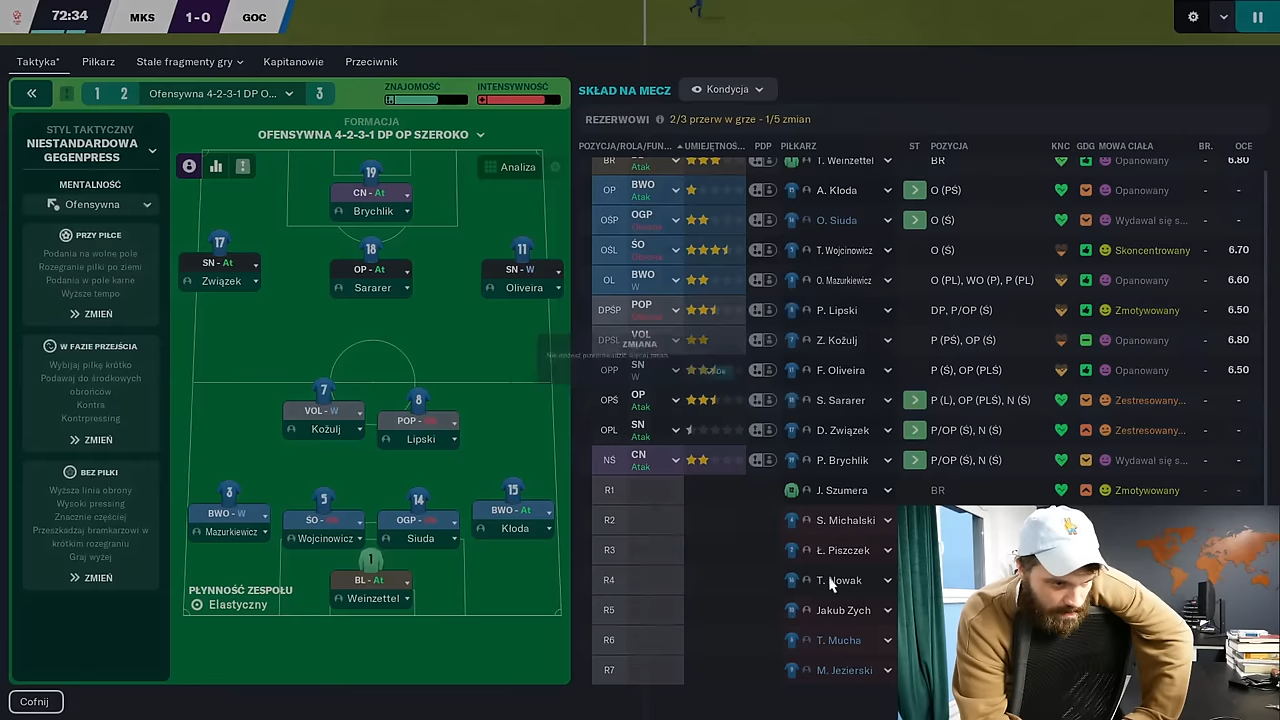 72:34 MKS 1-0 GOC
Taktyka* Piłkarz Stałe fragmenty gry Kapitanowie Przeciwnik
1 2 Ofensywna 4-2-3-1 DP O... 3
ZNAJOMOŚĆ INTENSYWNOŚĆ
STYL TAKTYCZNY
NIESTANDARDOWA
GEGENPRESS
MENTALNOŚĆ
Ofensywna
PRZY PIŁCE
Podania na wolne pole
Rozegranie piłki po ziemi
Podania w pole karne
Wyższe tempo
ZMIEŃ
W FAZIE PRZEJŚCIA
Wybijaj piłkę krótko
Podawaj do środkowych
obrońców
Kontra
Kontrpressing
ZMIEŃ
BEZ PIŁKI
Wyższa linia obrony
Wysoki pressing
Znacznie częściej
Przeszkadzaj bramkarzowi w
krótkim rozegraniu
Graj wyżej
ZMIEŃ
FORMACJA
OFENSYWNA 4-2-3-1 DP OP SZEROKO
Analiza
19
CN - At
Brychlik
17 18 11
SN - At OP - At SN - W
Związek Sararer Oliveira
7 8
VOL - W POP -
Kożulj Lipski
3 5 14 15
BWO - W ŚO - OGP - BWO - At
Mazurkiewicz Wojcinowicz Siuda Kłoda
1
BL - At
Weinzettel
PŁYNNOŚĆ ZESPOŁU
Elastyczny
Cofnij
SKŁAD NA MECZ Kondycja
REZERWOWI 2/3 przerw w grze - 1/5 zmian
POZYCJA/ROLA/FUN... UMIEJĘTNOŚ... PDP PIŁKARZ ST POZYCJA KNC GDG MOWA CIAŁA BR. OCE
BR Atak T. Weinzettel BR Opanowany - 6.80
OP BWO Atak A. Kłoda O (PŚ) Opanowany - -
OŚP OGP Obrona O. Siuda O (Ś) Wydawał się s... - -
OŚL ŚO Obrona T. Wojcinowicz O (Ś) Skoncentrowany - 6.70
OL BWO W O. Mazurkiewicz O (PL), WO (P), P (PL) Opanowany - 6.60
DPŚP POP P. Lipski DP, P/OP (Ś) Zmotywowany - 6.50
DPŚL VOL Z. Kożulj P (PŚ), OP (Ś) Opanowany - 6.80
ZMIANA
OPP SN W F. Oliveira P (Ś), OP (PLŚ) Opanowany - 6.50
OPŚ OP Atak S. Sararer P (L), OP (PLŚ), N (Ś) Zestresowany... - -
OPL SN Atak D. Związek P/OP (Ś), N (Ś) Zestresowany... - -
NŚ CN Atak P. Brychlik P/OP (Ś), N (Ś) Wydawał się s... - -
R1 J. Szumera BR Zmotywowany - -
R2 S. Michalski
R3 Ł. Piszczek
R4 T. Nowak
R5 Jakub Zych
R6 T. Mucha
R7 M. Jezierski